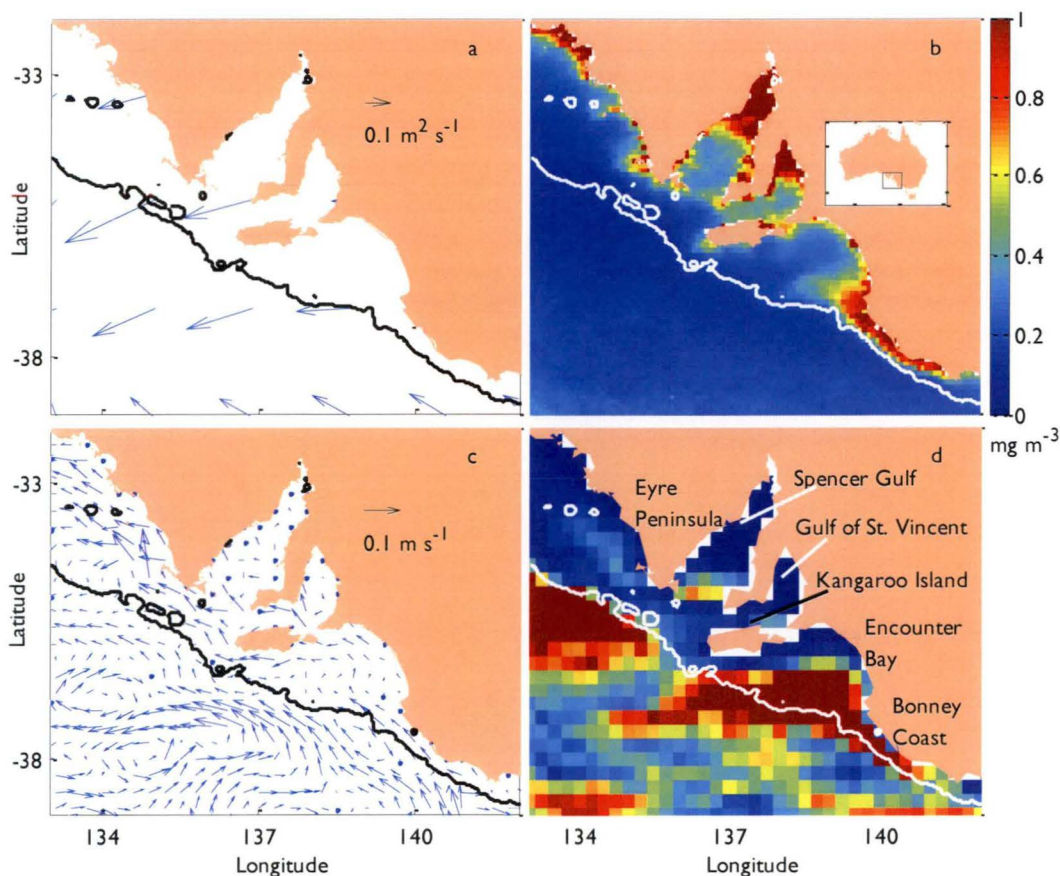 a
-33
0.1 m² s⁻¹
Latitude
-38
b
1
0.8
0.6
0.4
0.2
0
mg m⁻³
c
-33
0.1 m s⁻¹
Latitude
-38
134
137
140
Longitude
d
Eyre
Peninsula
Spencer Gulf
Gulf of St. Vincent
Kangaroo Island
Encounter
Bay
Bonney
Coast
134
137
140
Longitude